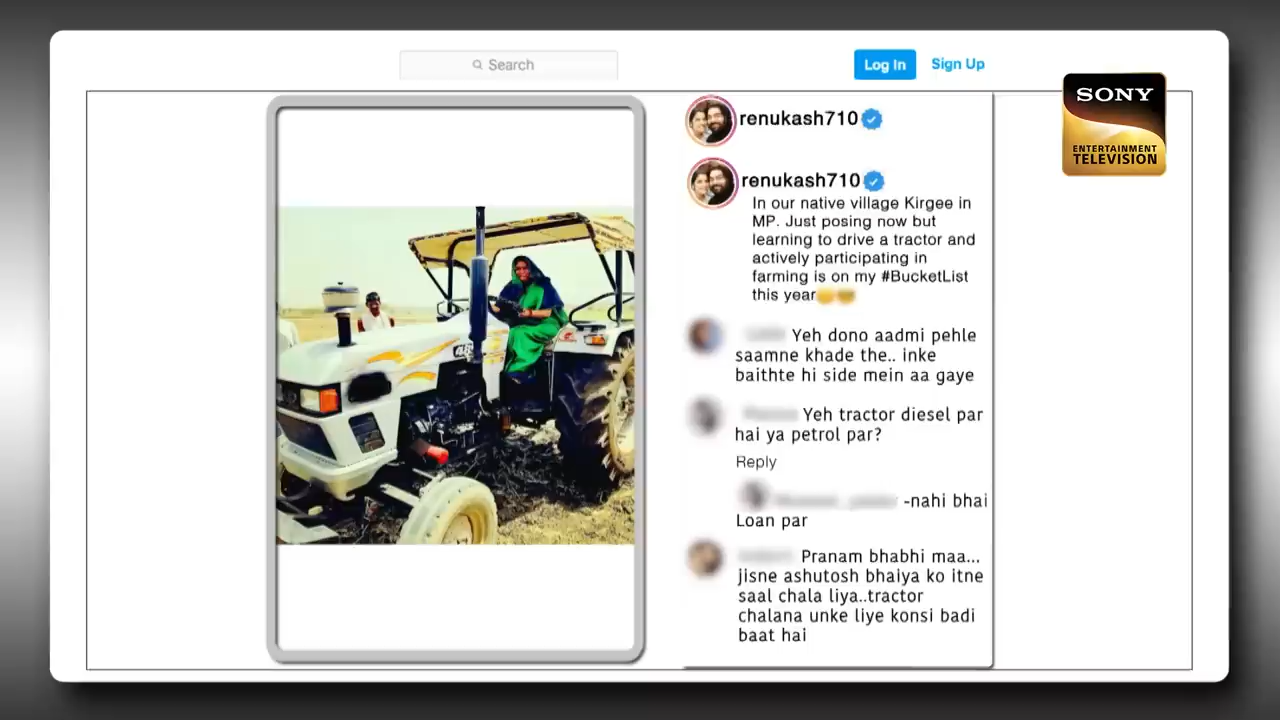 Search
Log In
Sign Up
SONY
ENTERTAINMENT
TELEVISION
renukash710
renukash710
In our native village Kirgee in
MP. Just posing now but
learning to drive a tractor and
actively participating in
farming is on my #BucketList
this year
Yeh dono aadmi pehle
saamne khade the.. inke
baithte hi side mein aa gaye
Yeh tractor diesel par
hai ya petrol par?
Reply
-nahi bhai
Loan par
Pranam bhabhi maa...
jisne ashutosh bhaiya ko itne
saal chala liya..tractor
chalana unke liye konsi badi
baat hai